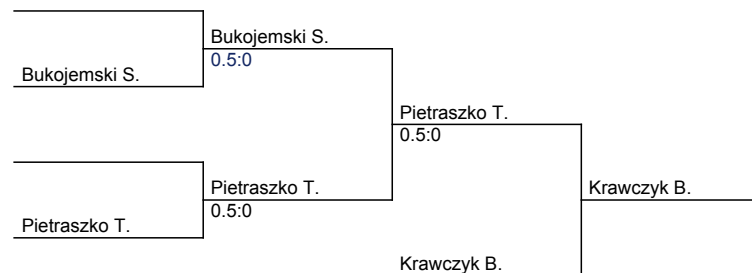 Bukojemski S.
Bukojemski S.
0.5:0
Pietraszko T.
0.5:0
Pietraszko T.
0.5:0
Krawczyk B.
Pietraszko T.
Krawczyk B.